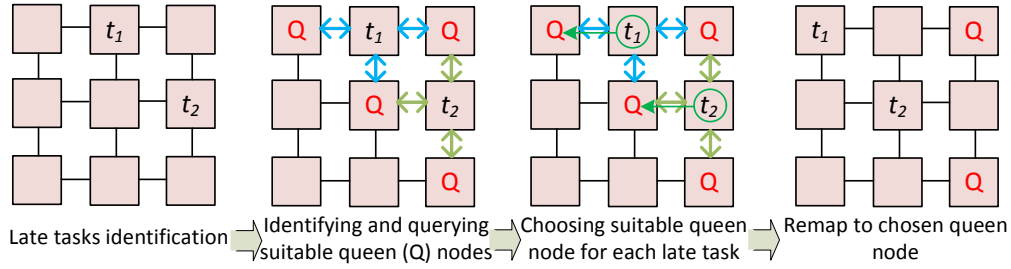 t1
t2
Q t1 Q
Q t2
Q
Q t1 Q
Q t2
Q
t1 Q
t2
Q
Late tasks identification
Identifying and querying
suitable queen (Q) nodes
Choosing suitable queen
node for each late task
Remap to chosen queen
node